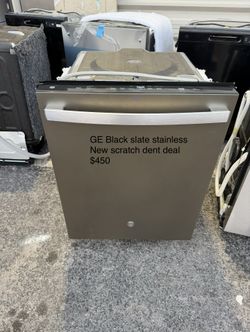 GE Black slate stainless
New scratch dent deal
$450